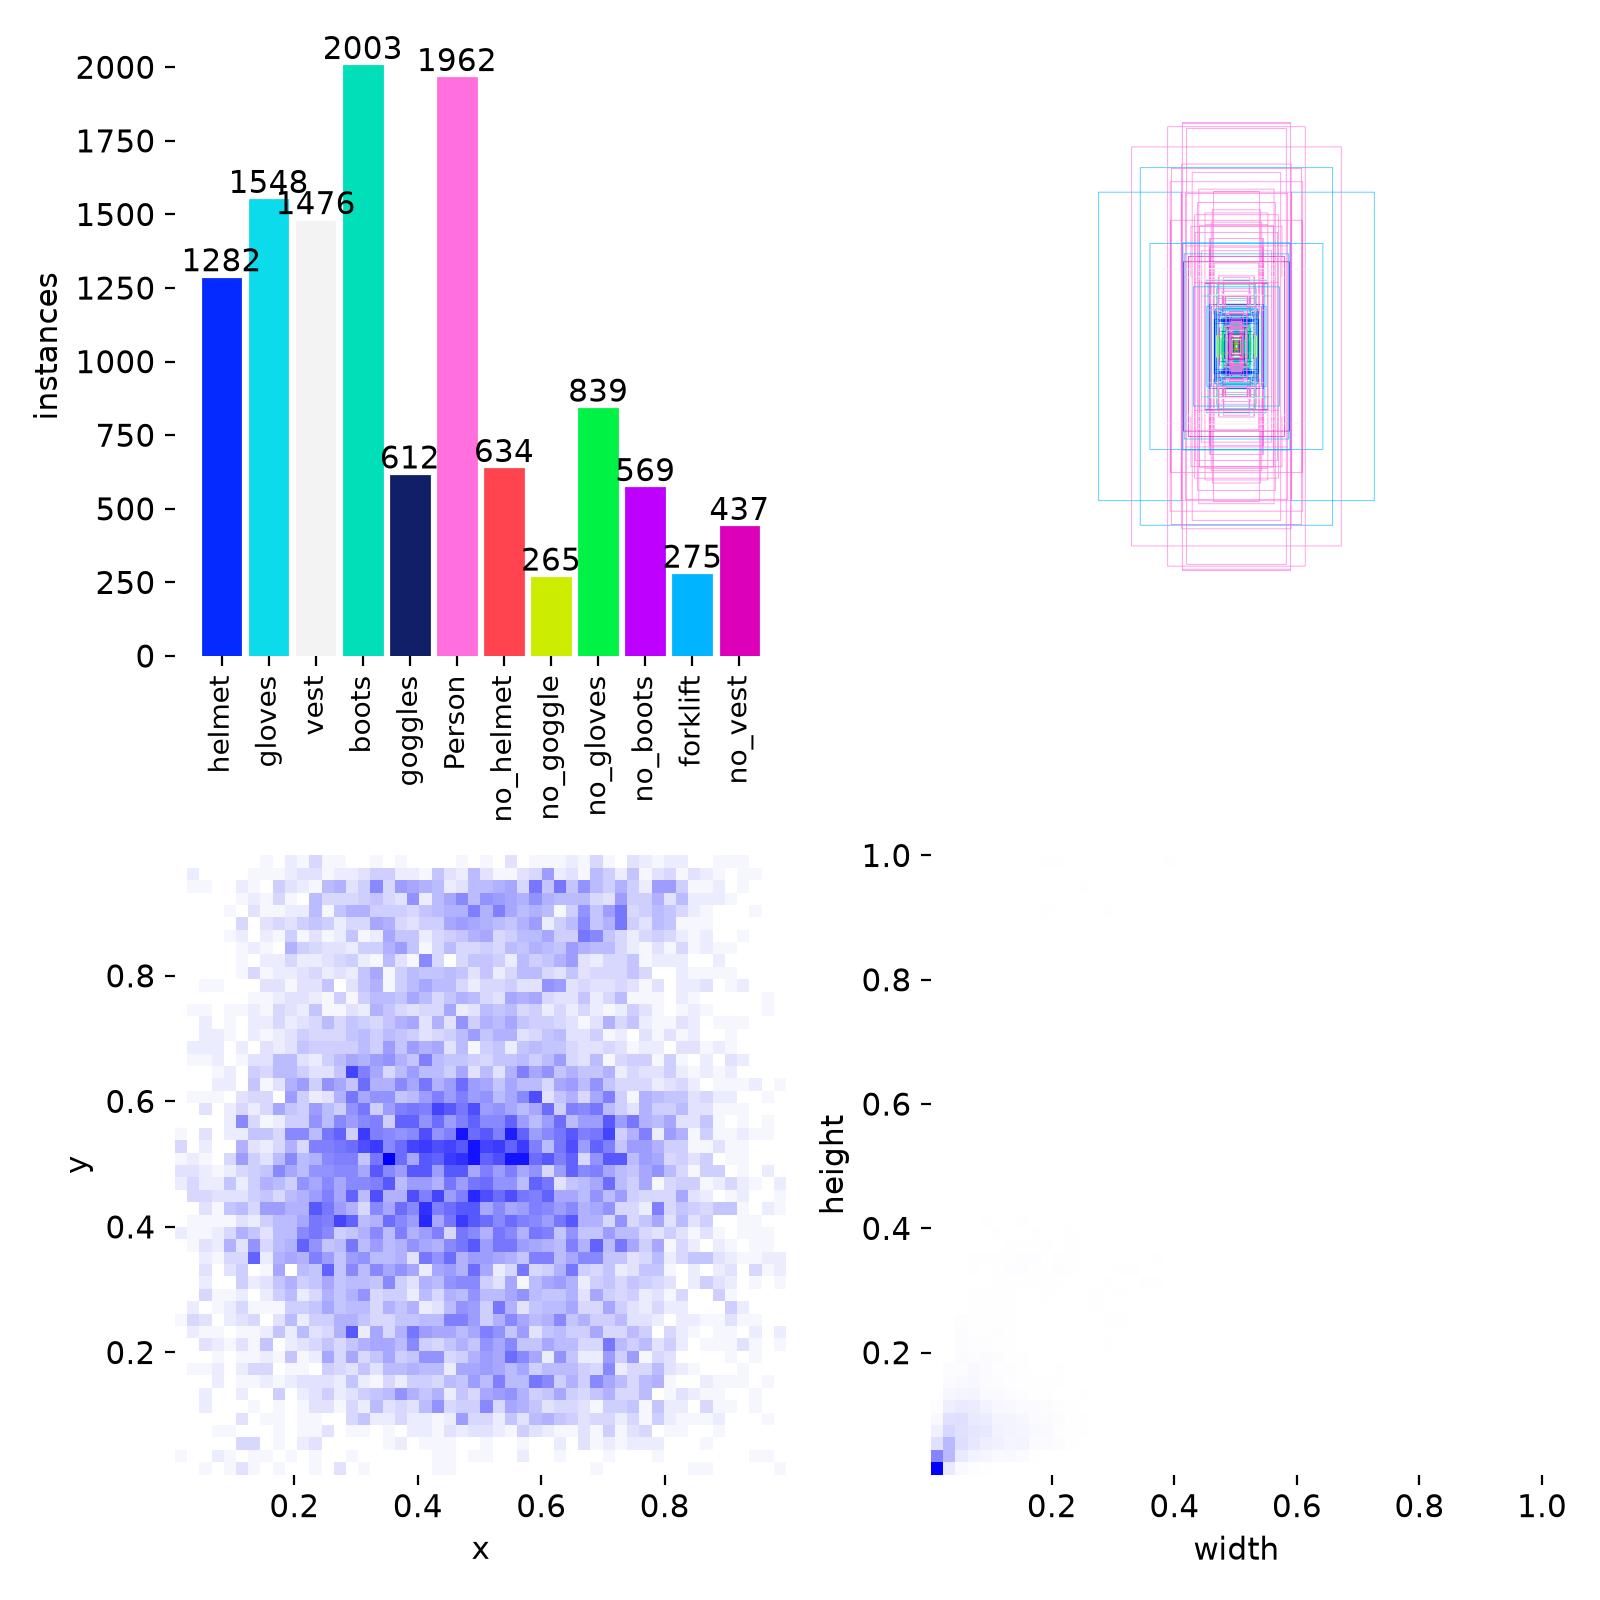 2003
1962
2000
1750
1548
1476
1500
1282
1250
instances
1000
839
750
612
634
569
500
437
265
275
250
0
helmet
gloves
vest
boots
goggles
Person
no_helmet
no_goggle
no_gloves
no_boots
forklift
no_vest
0.8
0.6
y
0.4
0.2
0.2 0.4 0.6 0.8
x
1.0
0.8
0.6
height
0.4
0.2
0.2 0.4 0.6 0.8 1.0
width